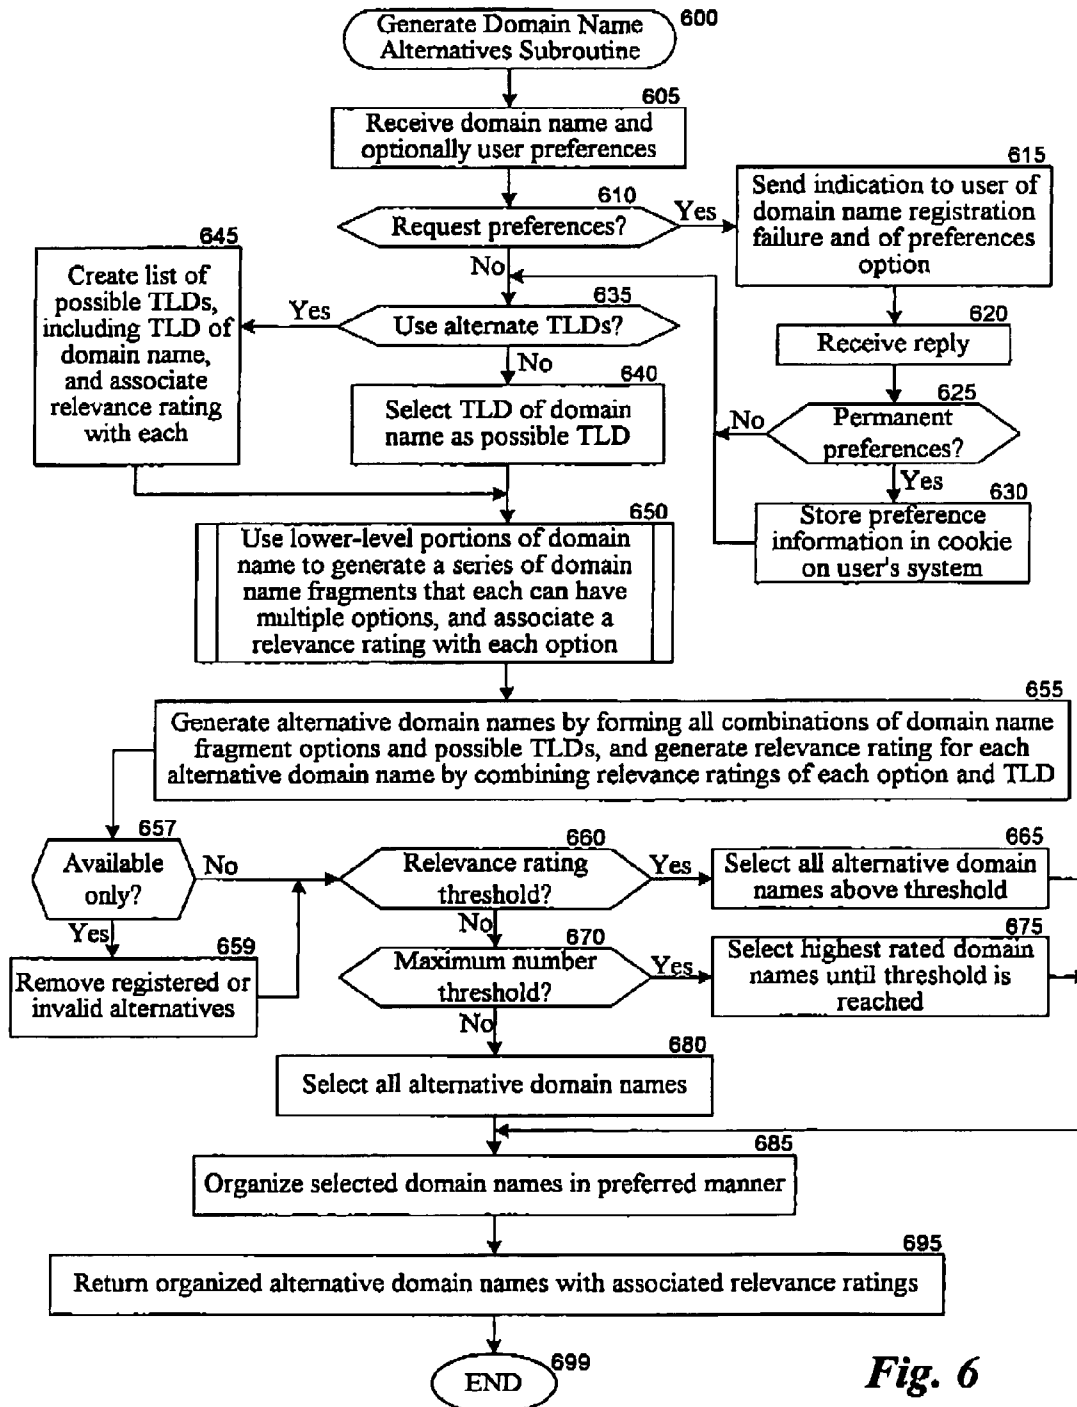 600
Generate Domain Name
Alternatives Subroutine
605
Receive domain name and
optionally user preferences
610
Request preferences?
Yes
No
615
Send indication to user of
domain name registration
failure and of preferences
option
620
Receive reply
625
Permanent
preferences?
No
Yes
630
Store preference
information in cookie
on user's system
635
Use alternate TLDs?
Yes
No
645
Create list of
possible TLDs,
including TLD of
domain name,
and associate
relevance rating
with each
640
Select TLD of domain
name as possible TLD
650
Use lower-level portions of domain
name to generate a series of domain
name fragments that each can have
multiple options, and associate a
relevance rating with each option
655
Generate alternative domain names by forming all combinations of domain name
fragment options and possible TLDs, and generate relevance rating for each
alternative domain name by combining relevance ratings of each option and TLD
657
Available
only?
No
Yes
659
Remove registered or
invalid alternatives
660
Relevance rating
threshold?
Yes
No
665
Select all alternative domain
names above threshold
670
Maximum number
threshold?
Yes
No
675
Select highest rated domain
names until threshold is
reached
680
Select all alternative domain names
685
Organize selected domain names in preferred manner
695
Return organized alternative domain names with associated relevance ratings
699
END
Fig. 6